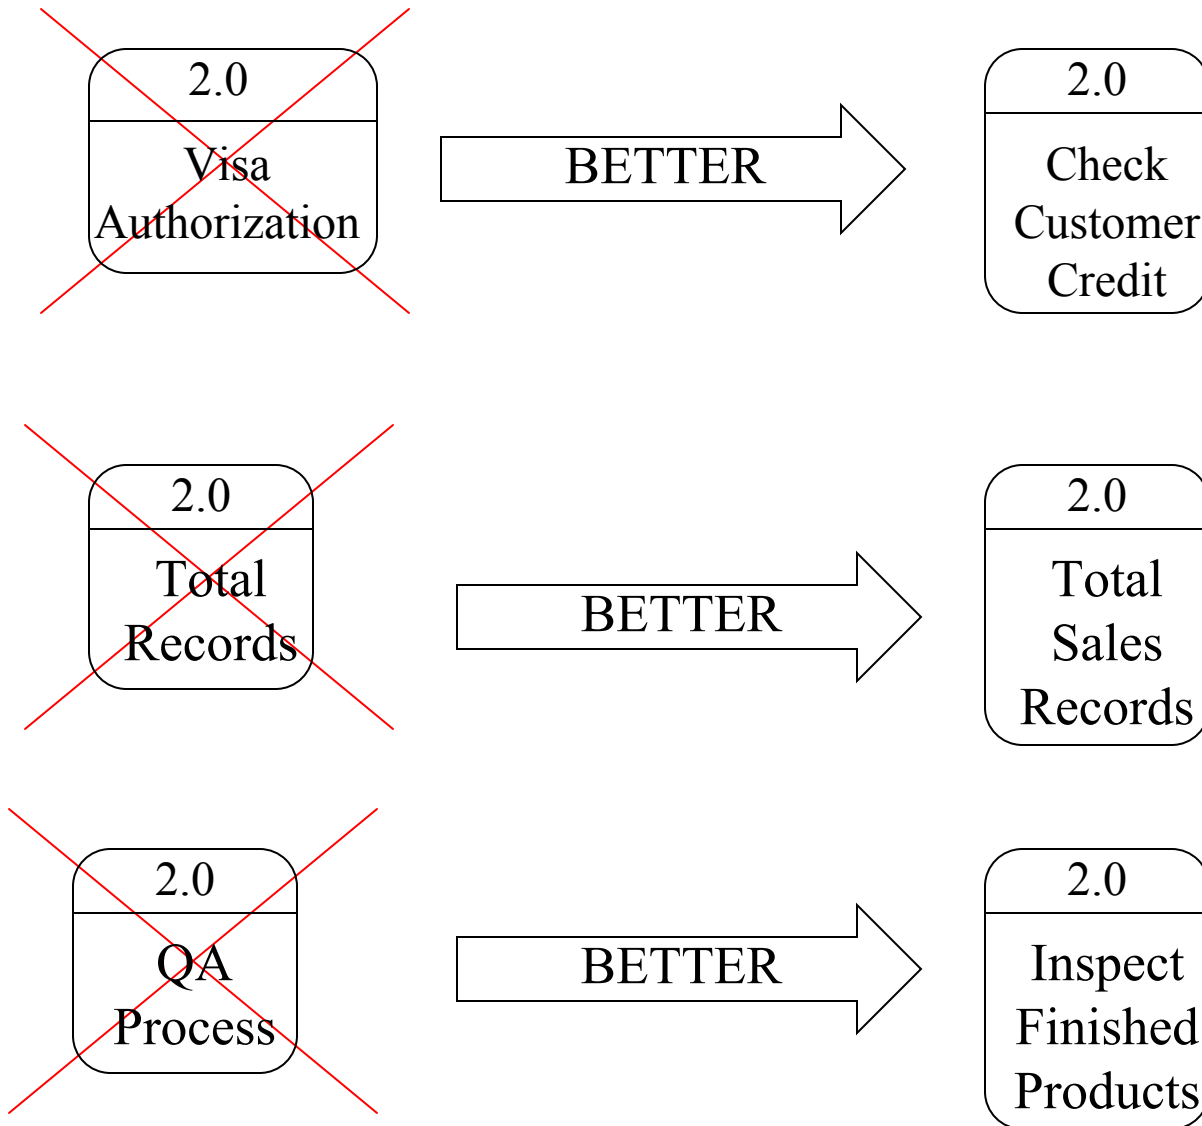 2.0
Visa
Authorization
BETTER
2.0
Check
Customer
Credit
2.0
Total
Records
BETTER
2.0
Total
Sales
Records
2.0
QA
Process
BETTER
2.0
Inspect
Finished
Products